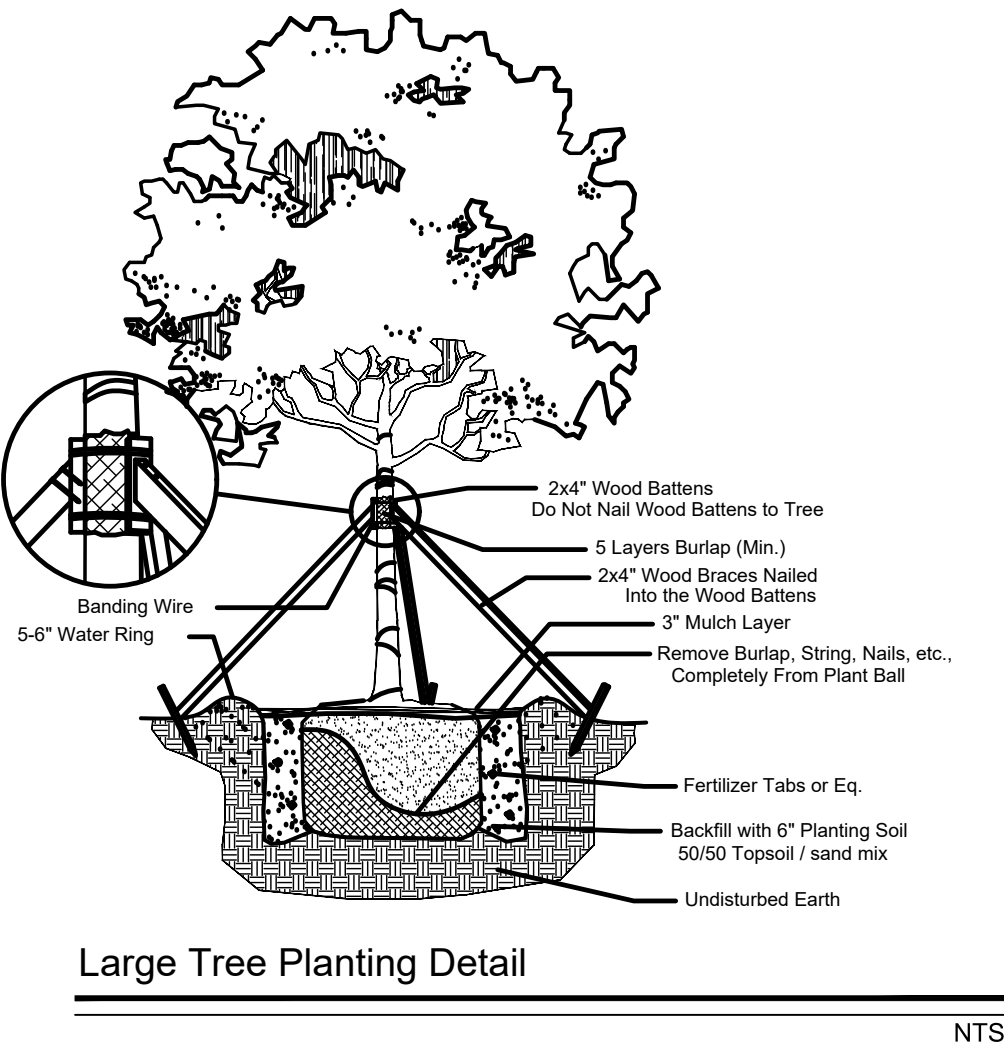 2x4" Wood Battens
Do Not Nail Wood Battens to Tree
5 Layers Burlap (Min.)
2x4" Wood Braces Nailed
Into the Wood Battens
Banding Wire
3" Mulch Layer
5-6" Water Ring
Remove Burlap, String, Nails, etc.,
Completely From Plant Ball
Fertilizer Tabs or Eq.
Backfill with 6" Planting Soil
50/50 Topsoil / sand mix
Undisturbed Earth
Large Tree Planting Detail
NTS